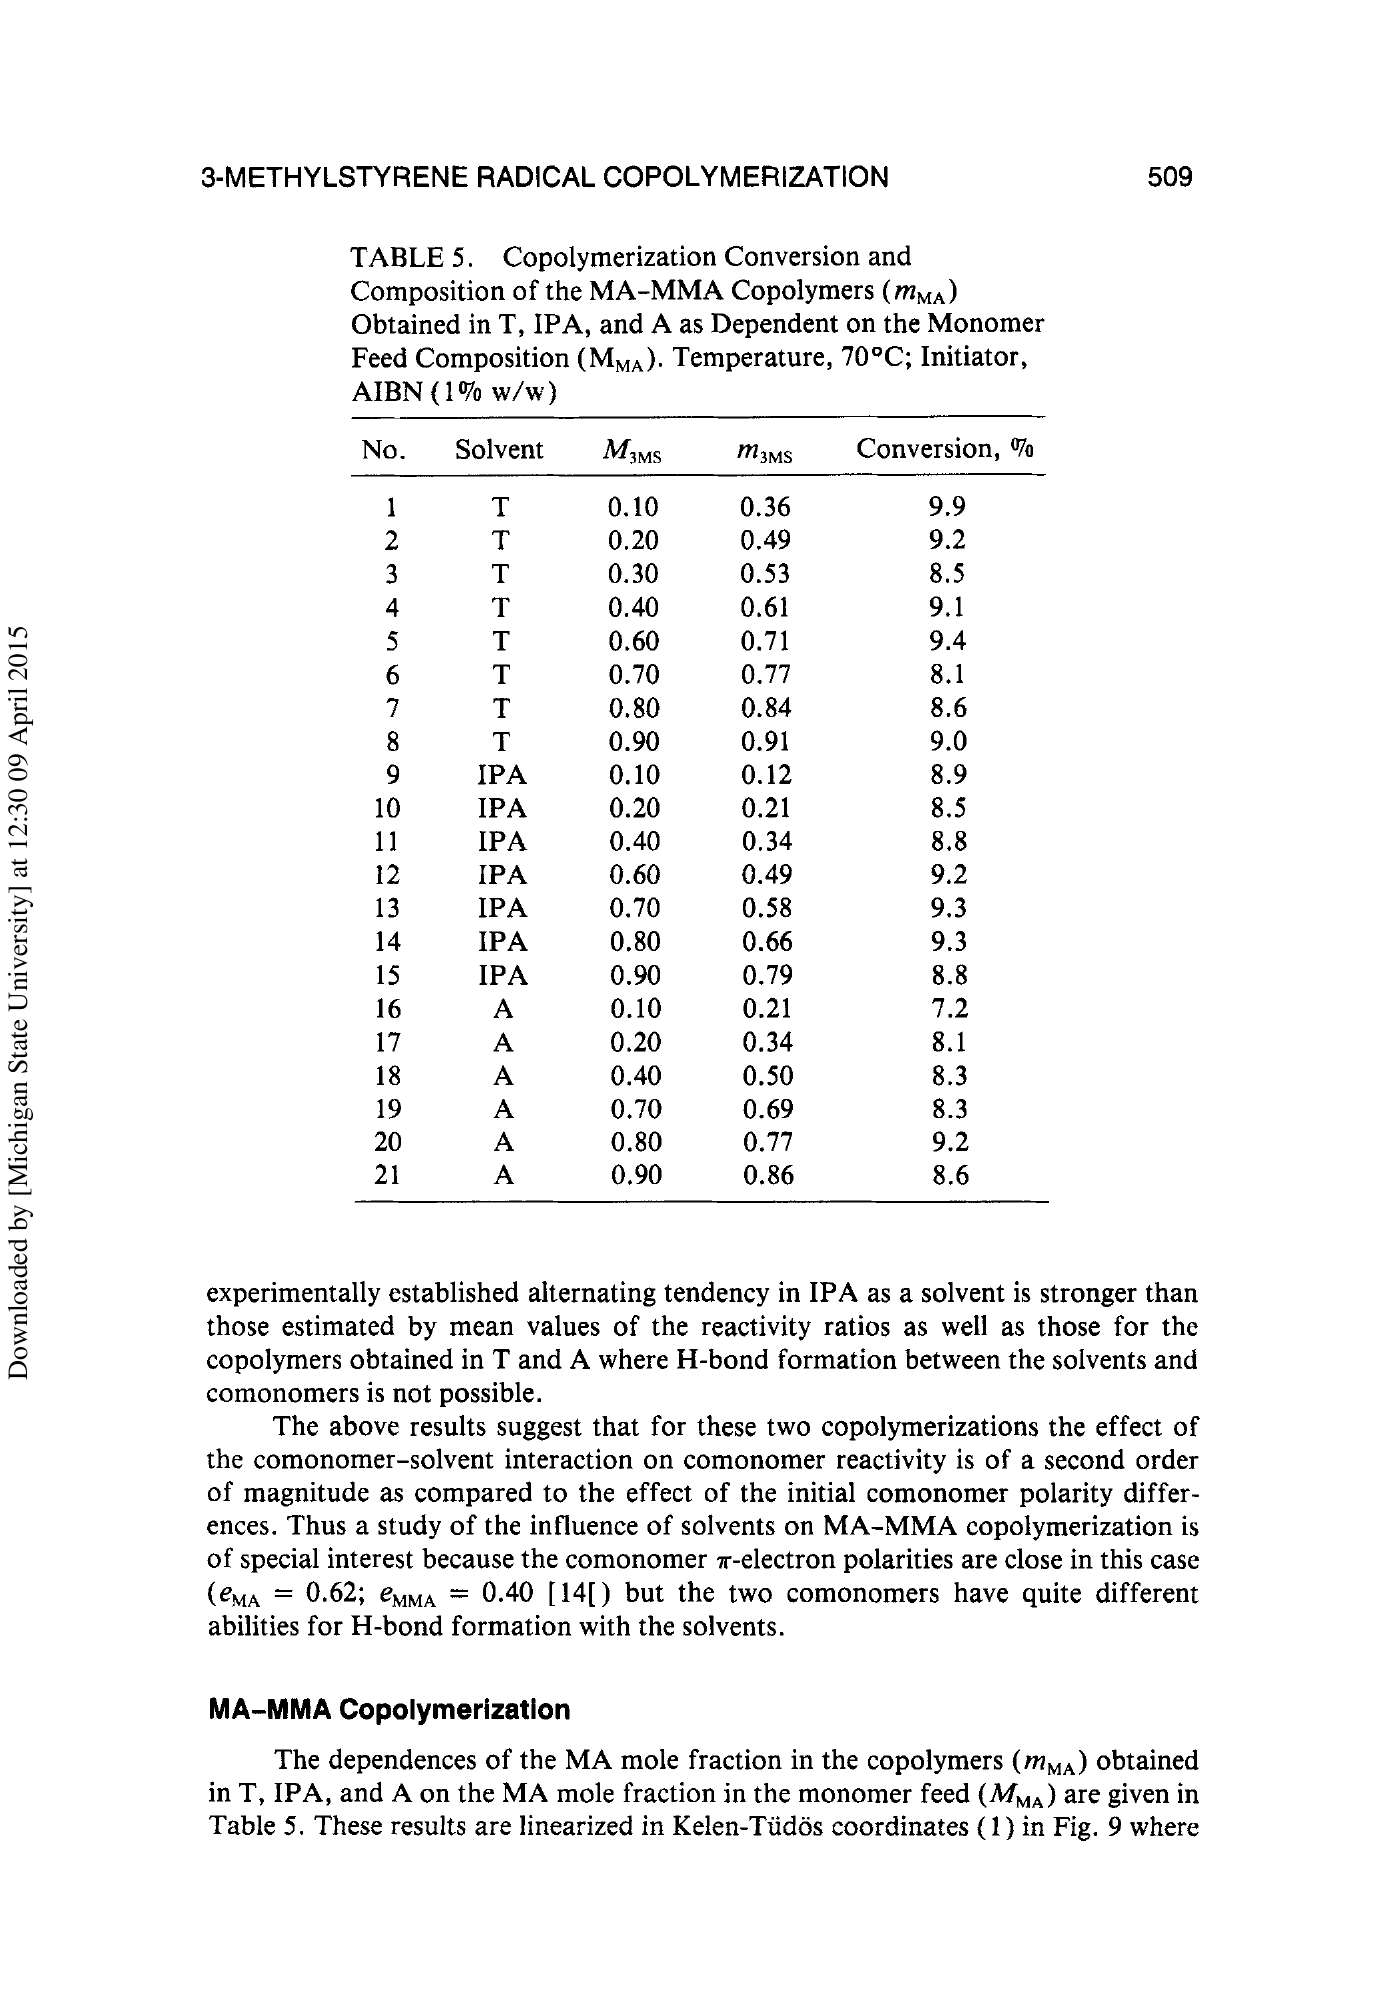 3-METHYLSTYRENE RADICAL COPOLYMERIZATION 509
TABLE 5. Copolymerization Conversion and
Composition of the MA-MMA Copolymers (mMA)
Obtained in T, IPA, and A as Dependent on the Monomer
Feed Composition (MMA). Temperature, 70°C; Initiator,
AIBN (1% w/w)
No. Solvent M3MS m3MS Conversion, %
1 T 0.10 0.36 9.9
2 T 0.20 0.49 9.2
3 T 0.30 0.53 8.5
4 T 0.40 0.61 9.1
5 T 0.60 0.71 9.4
6 T 0.70 0.77 8.1
7 T 0.80 0.84 8.6
8 T 0.90 0.91 9.0
9 IPA 0.10 0.12 8.9
10 IPA 0.20 0.21 8.5
11 IPA 0.40 0.34 8.8
12 IPA 0.60 0.49 9.2
13 IPA 0.70 0.58 9.3
14 IPA 0.80 0.66 9.3
15 IPA 0.90 0.79 8.8
16 A 0.10 0.21 7.2
17 A 0.20 0.34 8.1
18 A 0.40 0.50 8.3
19 A 0.70 0.69 8.3
20 A 0.80 0.77 9.2
21 A 0.90 0.86 8.6
experimentally established alternating tendency in IPA as a solvent is stronger than
those estimated by mean values of the reactivity ratios as well as those for the
copolymers obtained in T and A where H-bond formation between the solvents and
comonomers is not possible.
The above results suggest that for these two copolymerizations the effect of
the comonomer-solvent interaction on comonomer reactivity is of a second order
of magnitude as compared to the effect of the initial comonomer polarity differ-
ences. Thus a study of the influence of solvents on MA-MMA copolymerization is
of special interest because the comonomer π-electron polarities are close in this case
(eMA = 0.62; eMMA = 0.40 [14[) but the two comonomers have quite different
abilities for H-bond formation with the solvents.
MA-MMA Copolymerization
The dependences of the MA mole fraction in the copolymers (mMA) obtained
in T, IPA, and A on the MA mole fraction in the monomer feed (MMA) are given in
Table 5. These results are linearized in Kelen-Tüdös coordinates (1) in Fig. 9 where
Downloaded by [Michigan State University] at 12:30 09 April 2015